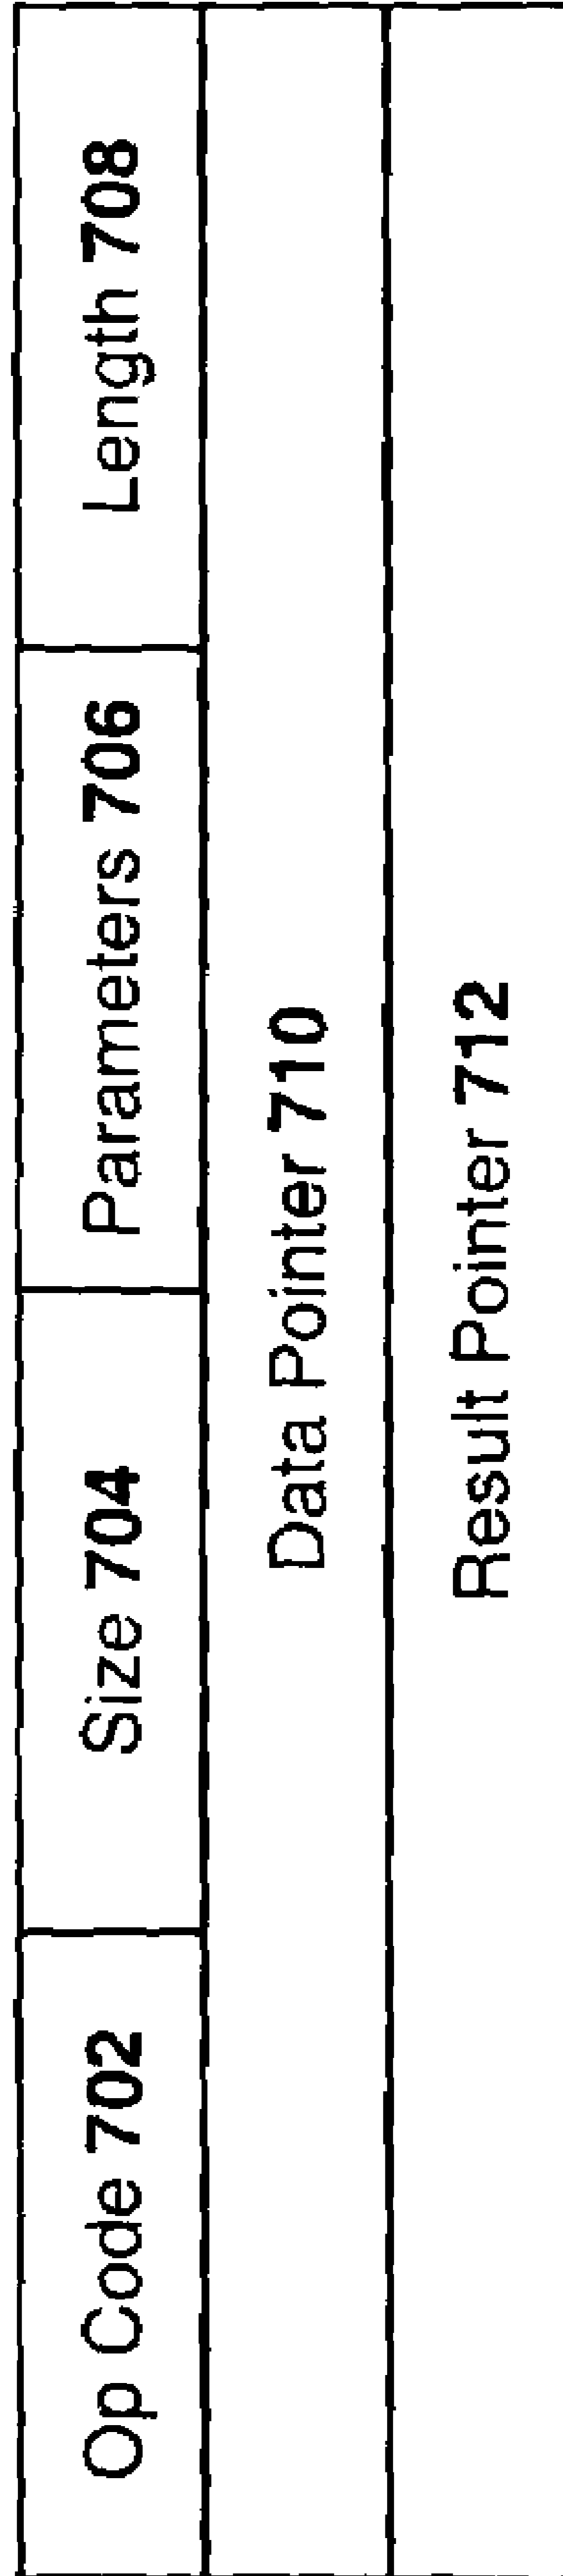 Op Code 702
Size 704
Parameters 706
Length 708
Data Pointer 710
Result Pointer 712